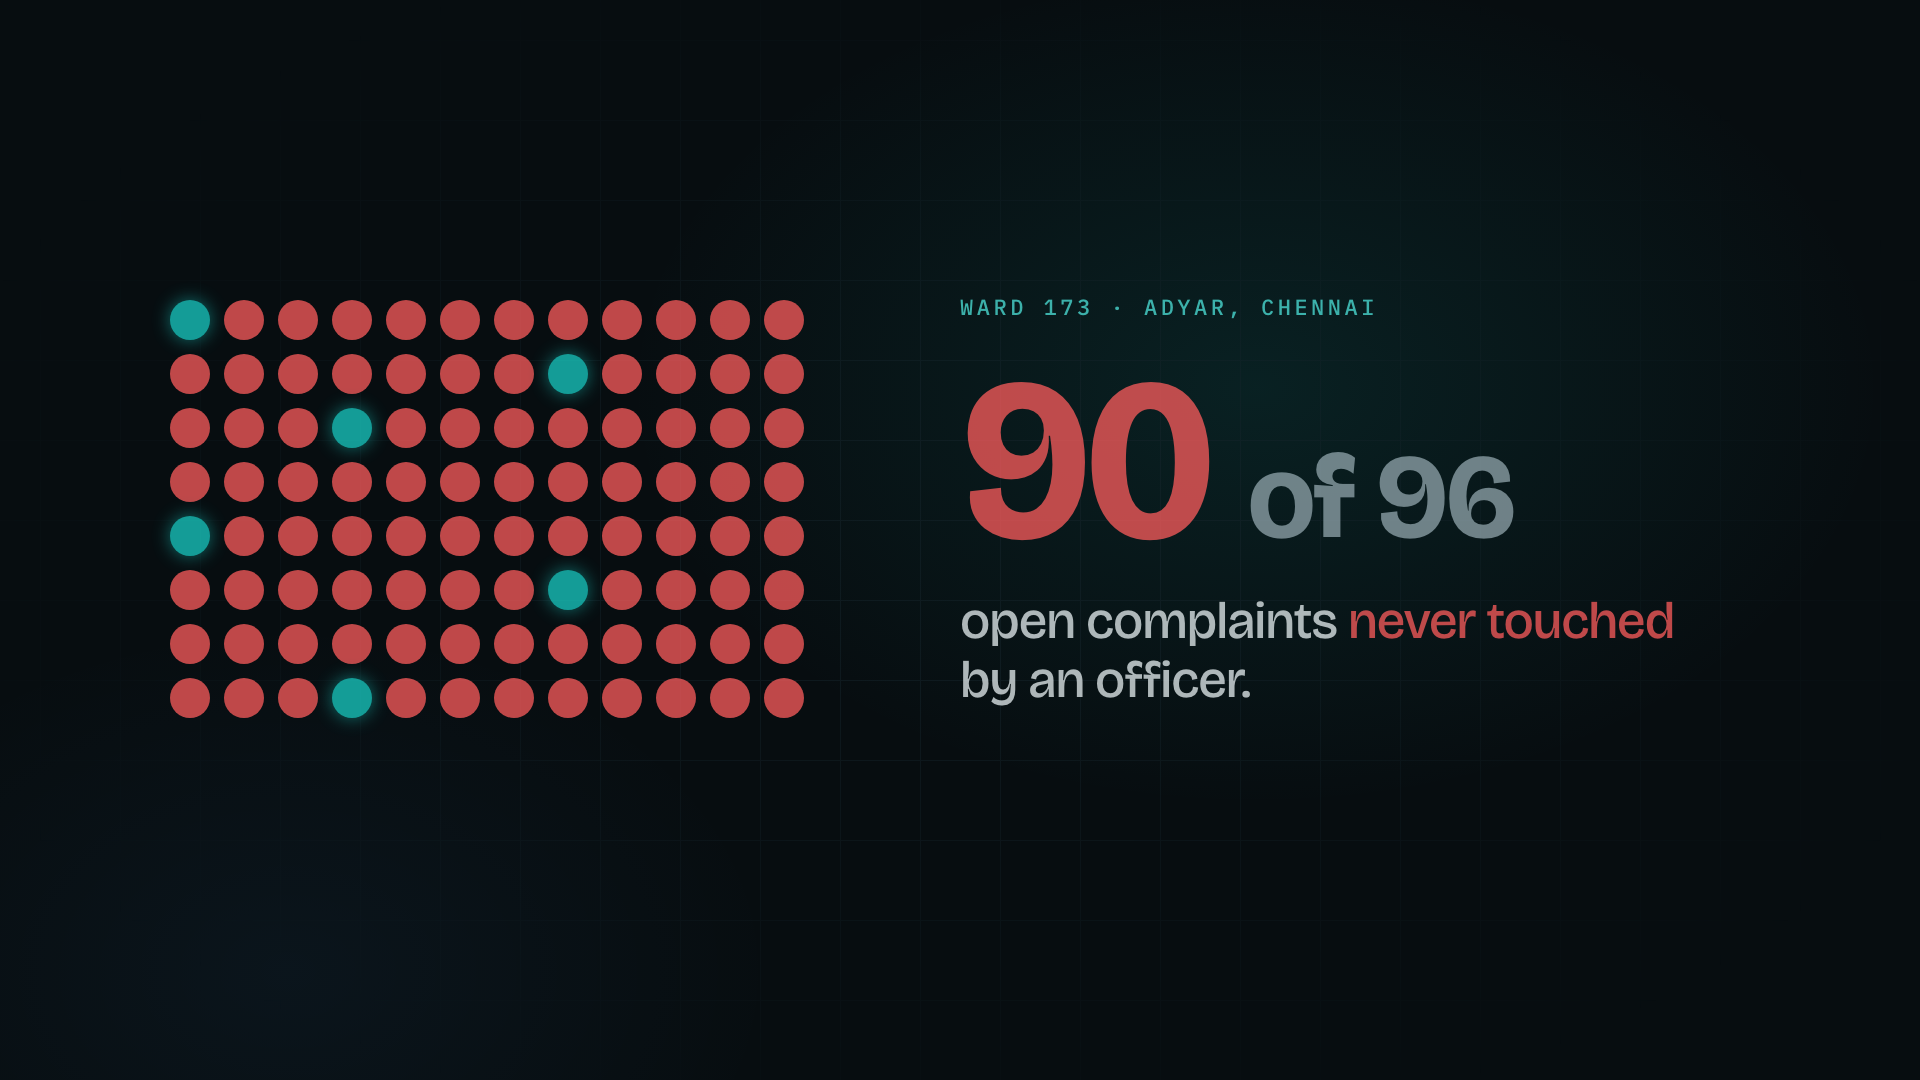 WARD 173 · ADYAR, CHENNAI
90 of 96
open complaints never touched
by an officer.